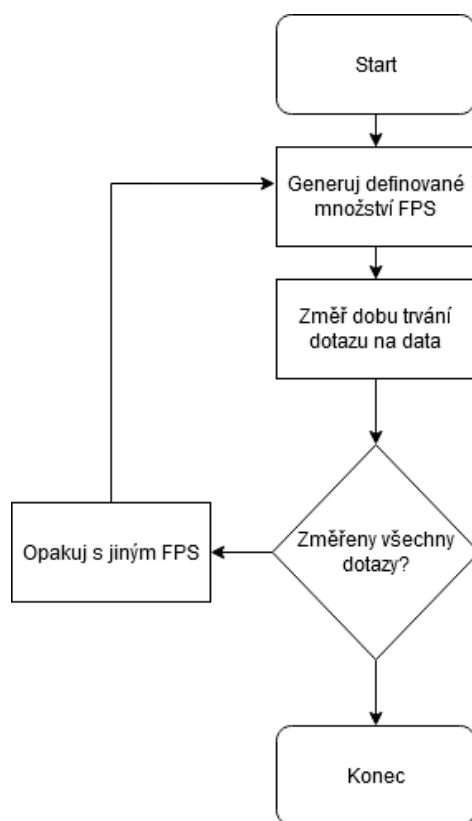 Start
Generuj definované
množství FPS
Změř dobu trvání
dotazu na data
Změřeny všechny
dotazy?
Opakuj s jiným FPS
Konec